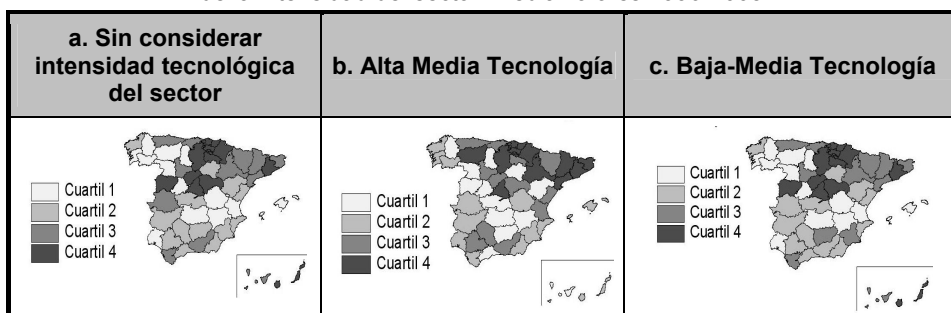 a. Sin considerar
intensidad tecnológica
del sector
b. Alta Media Tecnología
c. Baja-Media Tecnología
Cuartil 1
Cuartil 2
Cuartil 3
Cuartil 4
Cuartil 1
Cuartil 2
Cuartil 3
Cuartil 4
Cuartil 1
Cuartil 2
Cuartil 3
Cuartil 4